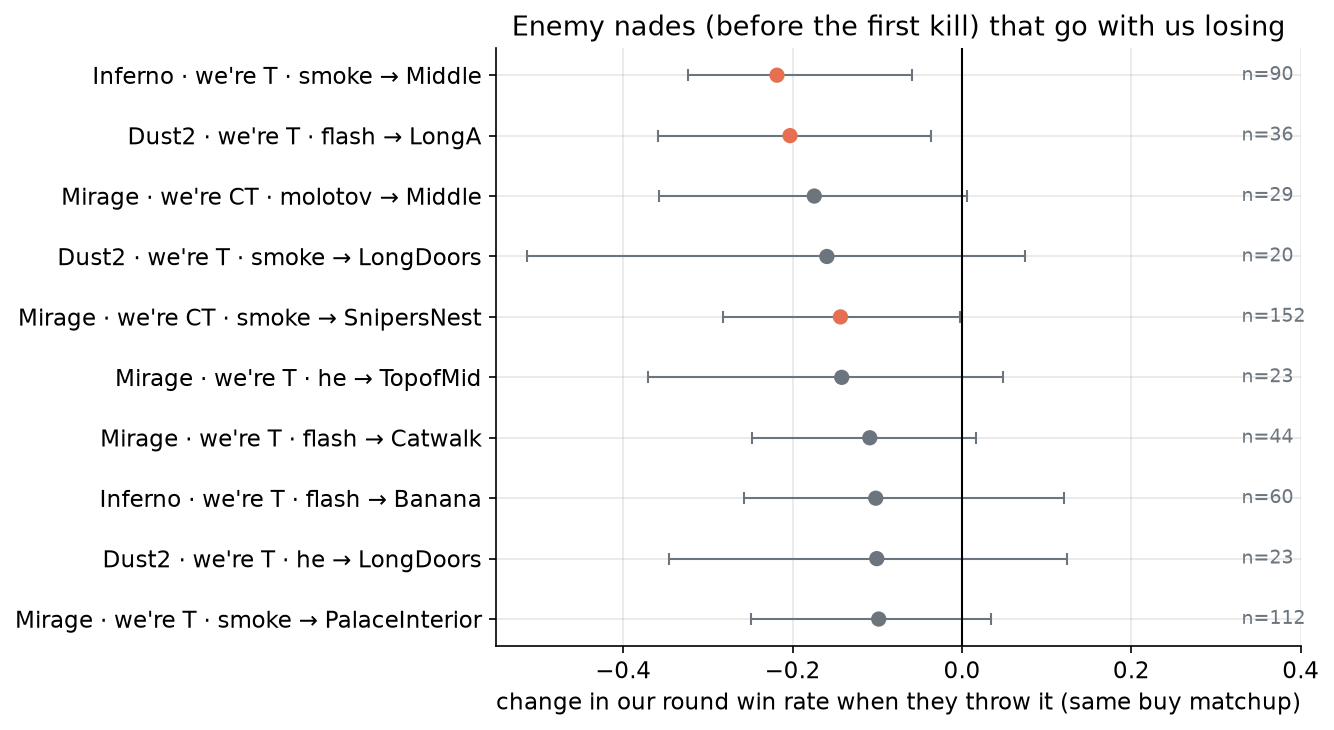 Enemy nades (before the first kill) that go with us losing
Inferno · we're T · smoke → Middle n=90
Dust2 · we're T · flash → LongA n=36
Mirage · we're CT · molotov → Middle n=29
Dust2 · we're T · smoke → LongDoors n=20
Mirage · we're CT · smoke → SnipersNest n=152
Mirage · we're T · he → TopofMid n=23
Mirage · we're T · flash → Catwalk n=44
Inferno · we're T · flash → Banana n=60
Dust2 · we're T · he → LongDoors n=23
Mirage · we're T · smoke → PalaceInterior n=112
−0.4 −0.2 0.0 0.2 0.4
change in our round win rate when they throw it (same buy matchup)